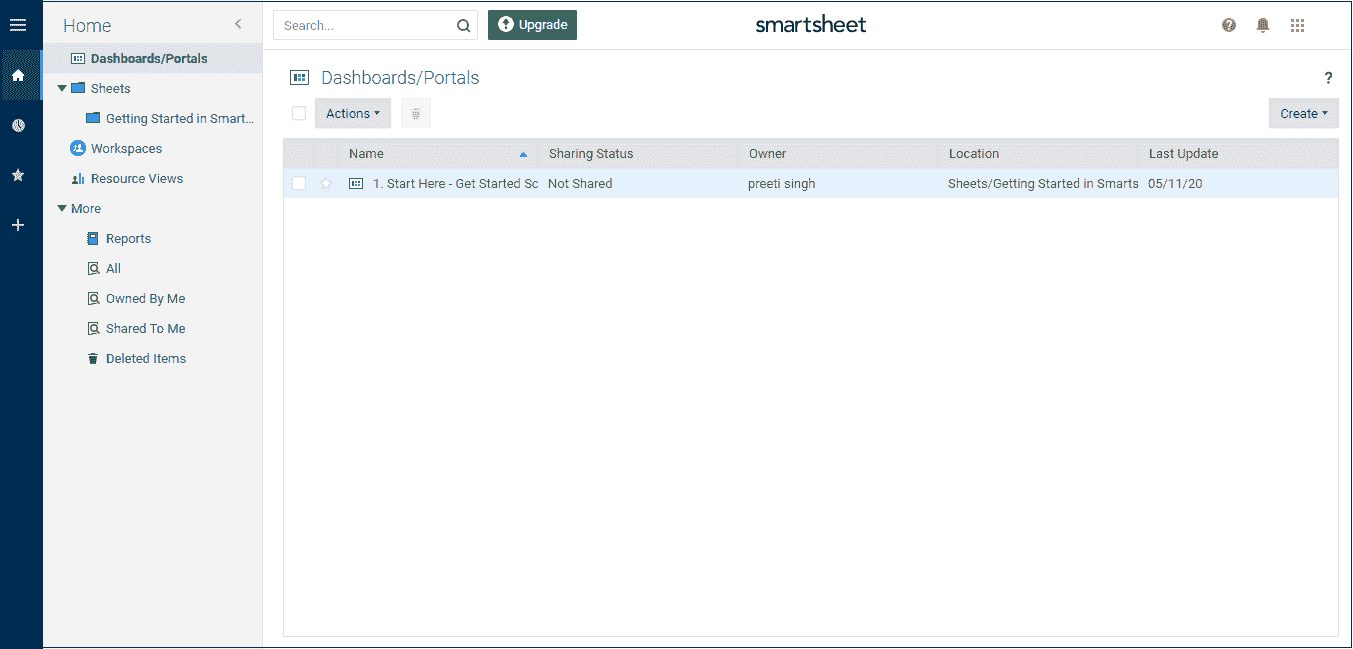 Home
Search...
Upgrade
smartsheet
Dashboards/Portals
Sheets
Getting Started in Smart...
Workspaces
Resource Views
More
Reports
All
Owned By Me
Shared To Me
Deleted Items
Dashboards/Portals
?
Actions
Create
Name Sharing Status Owner Location Last Update
1. Start Here - Get Started Sc Not Shared preeti singh Sheets/Getting Started in Smarts 05/11/20